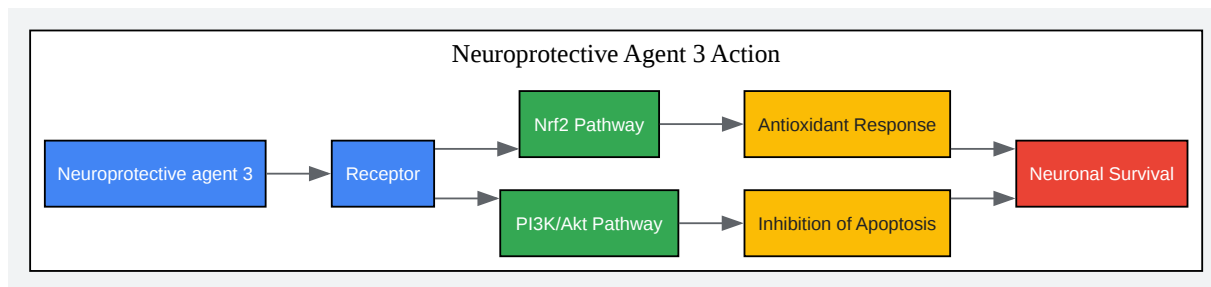 Neuroprotective Agent 3 Action
Neuroprotective agent 3
Receptor
Nrf2 Pathway
PI3K/Akt Pathway
Antioxidant Response
Inhibition of Apoptosis
Neuronal Survival